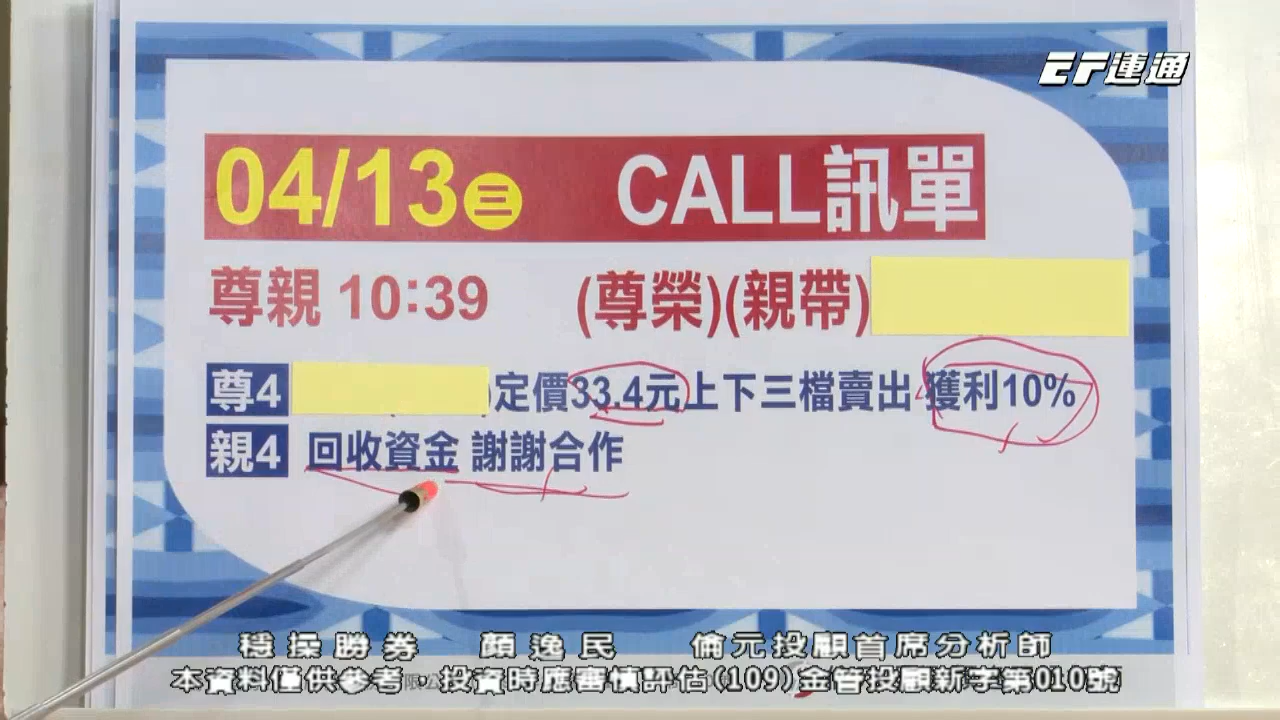 EF運通
04/13㊂ CALL訊單
尊親 10:39 (尊榮)(親帶)
尊4 定價33.4元上下三檔賣出 獲利10%
親4 回收資金 謝謝合作
穩操勝券 顏逸民 倫元投顧首席分析師
本資料僅供參考，投資時應審慎評估(109)金管投顧新字第010號